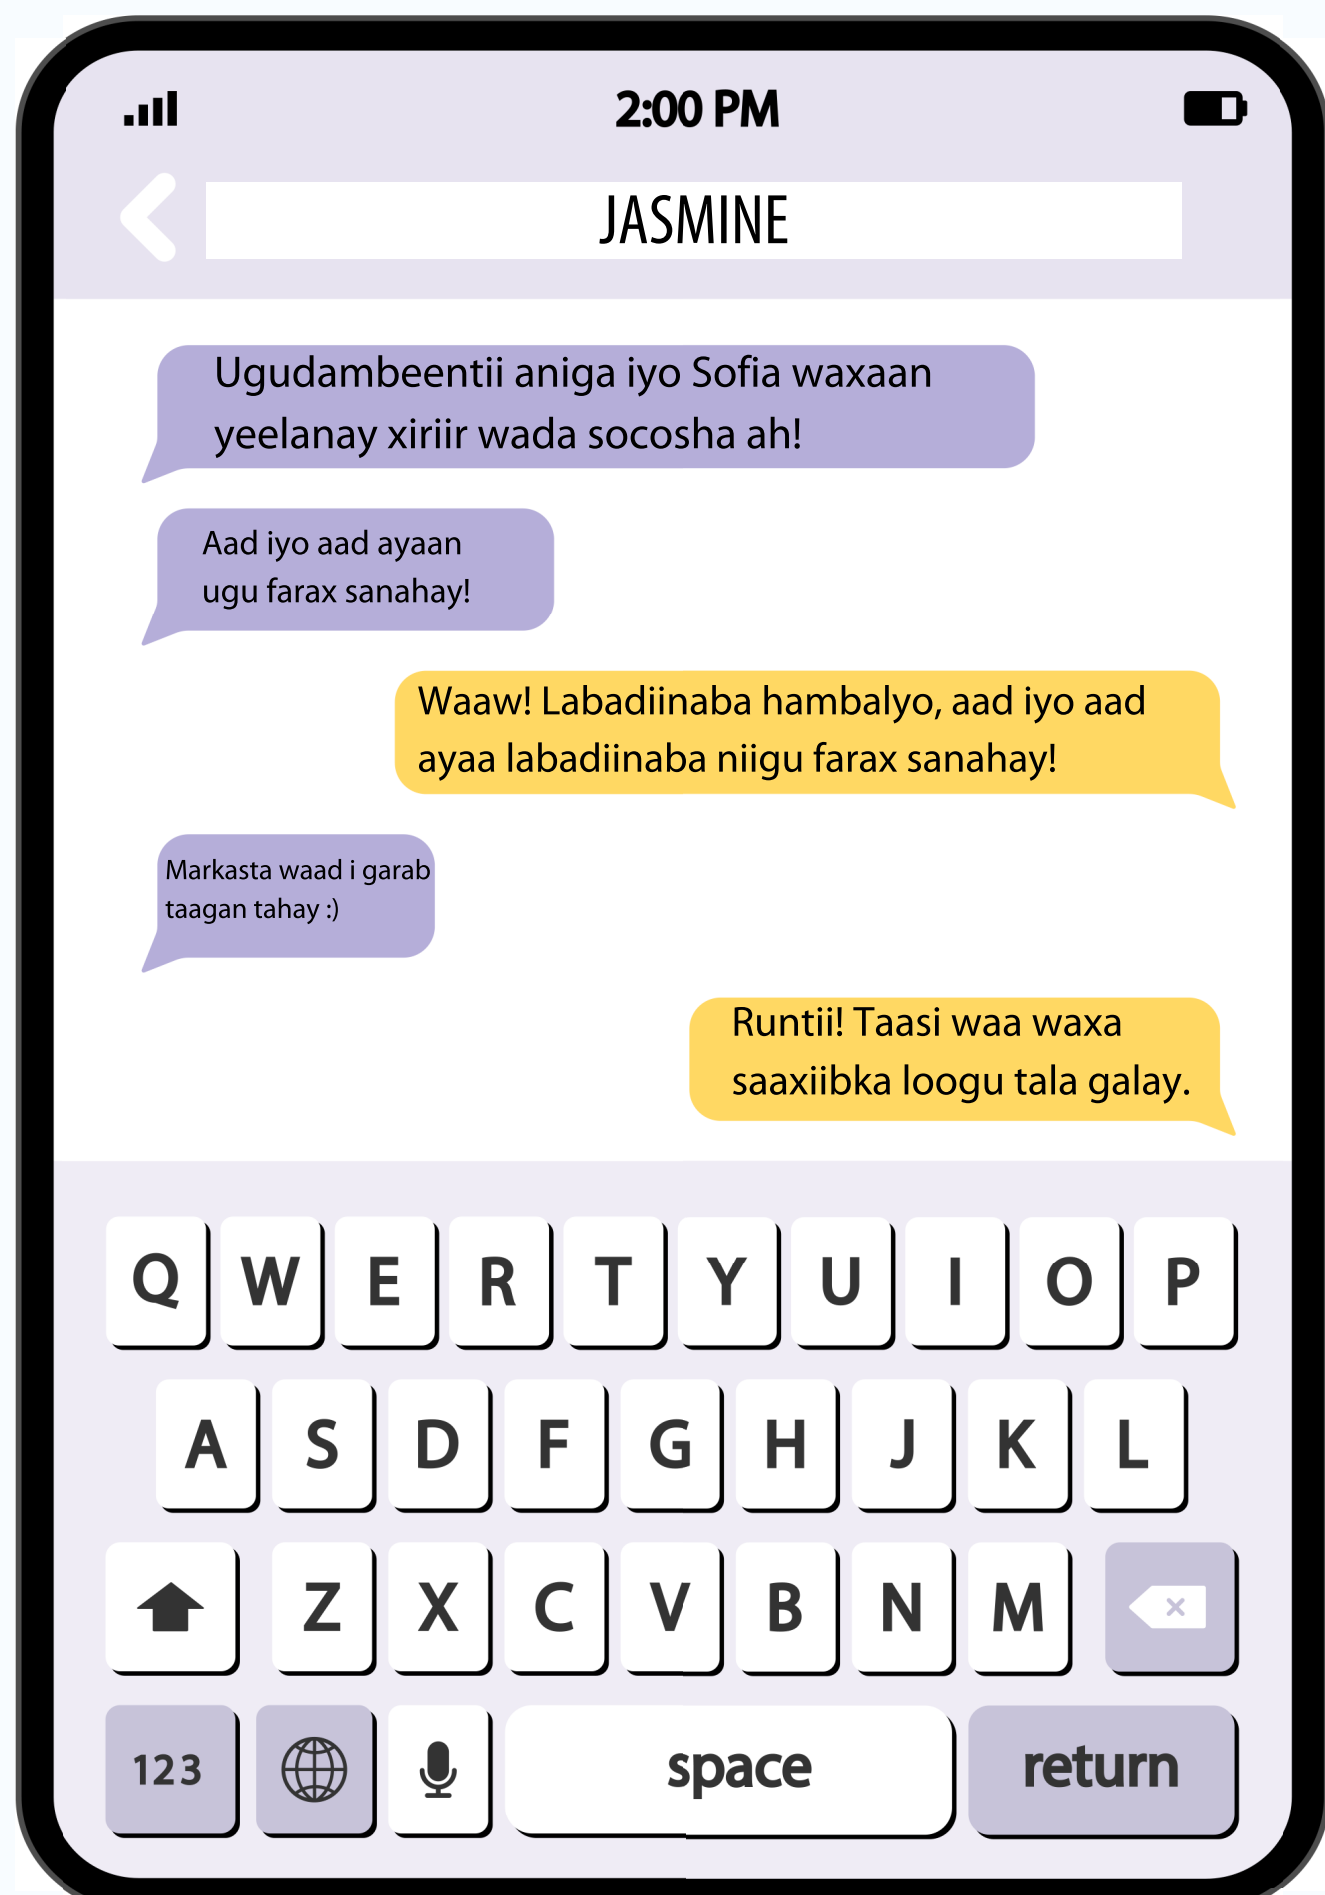 2:00 PM
JASMINE
Ugudambeentii aniga iyo Sofia waxaan
yeelanay xiriir wada socosha ah!
Aad iyo aad ayaan
ugu farax sanahay!
Waaw! Labadiinaba hambalyo, aad iyo aad
ayaa labadiinaba niigu farax sanahay!
Markasta waad i garab
taagan tahay :)
Runtii! Taasi waa waxa
saaxiibka loogu tala galay.
Q W E R T Y U I O P
A S D F G H J K L
Z X C V B N M
123 space return